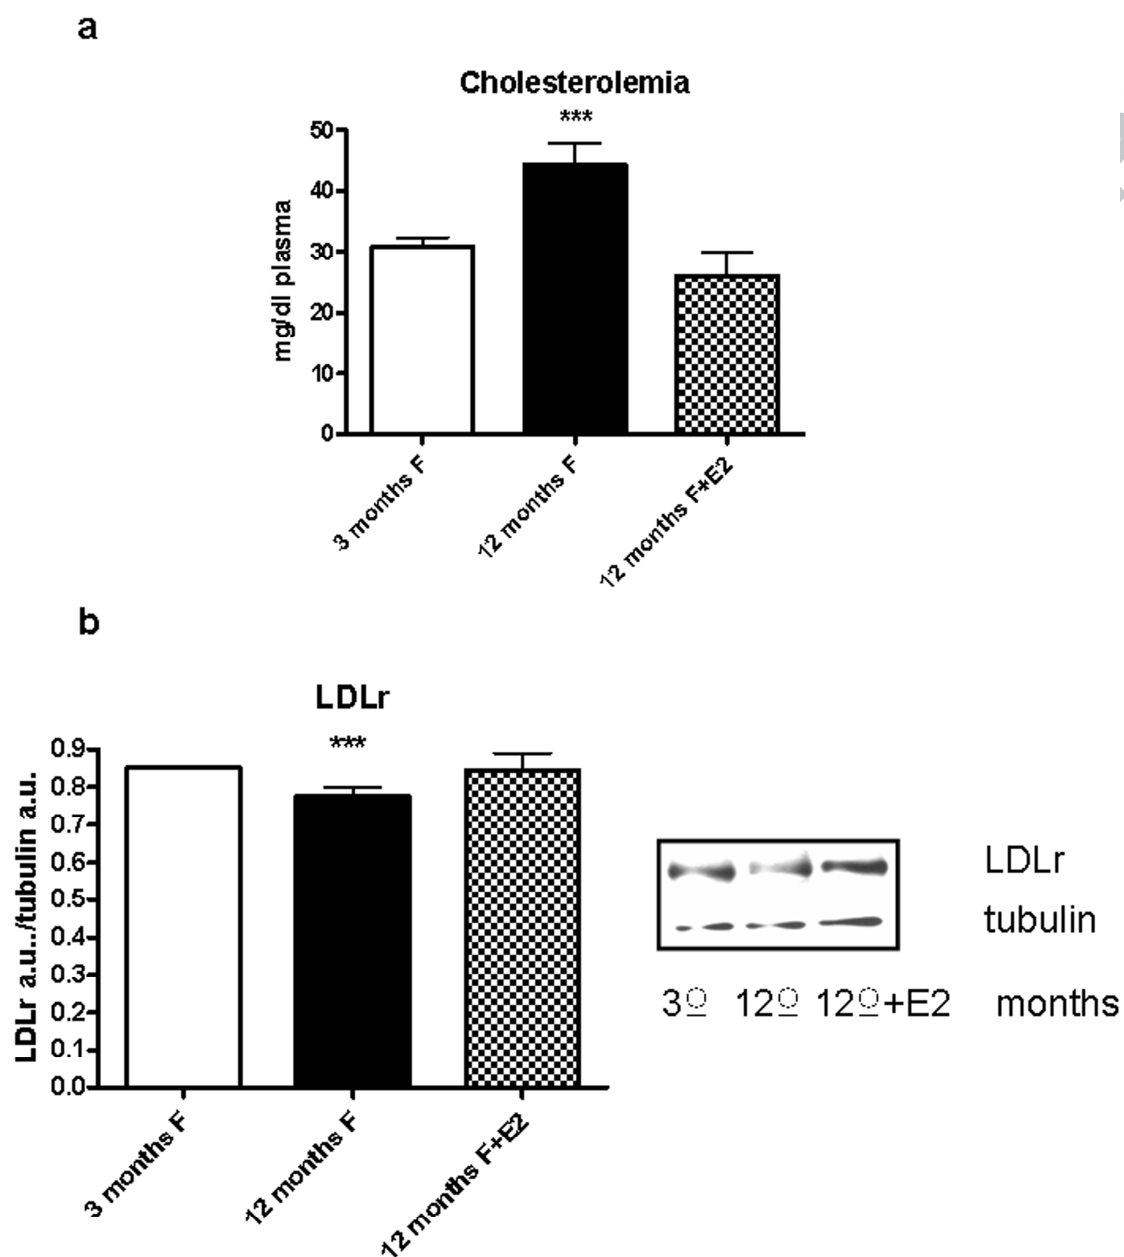 a
Cholesterolemia
***
50
40
30
20
10
0
mg/dl plasma
3 months F
12 months F
12 months F+E2
b
LDLr
***
0.9
0.8
0.7
0.6
0.5
0.4
0.3
0.2
0.1
0.0
LDLr a.u../tubulin a.u.
3 months F
12 months F
12 months F+E2
LDLr
tubulin
3♀ 12♀ 12♀+E2 months